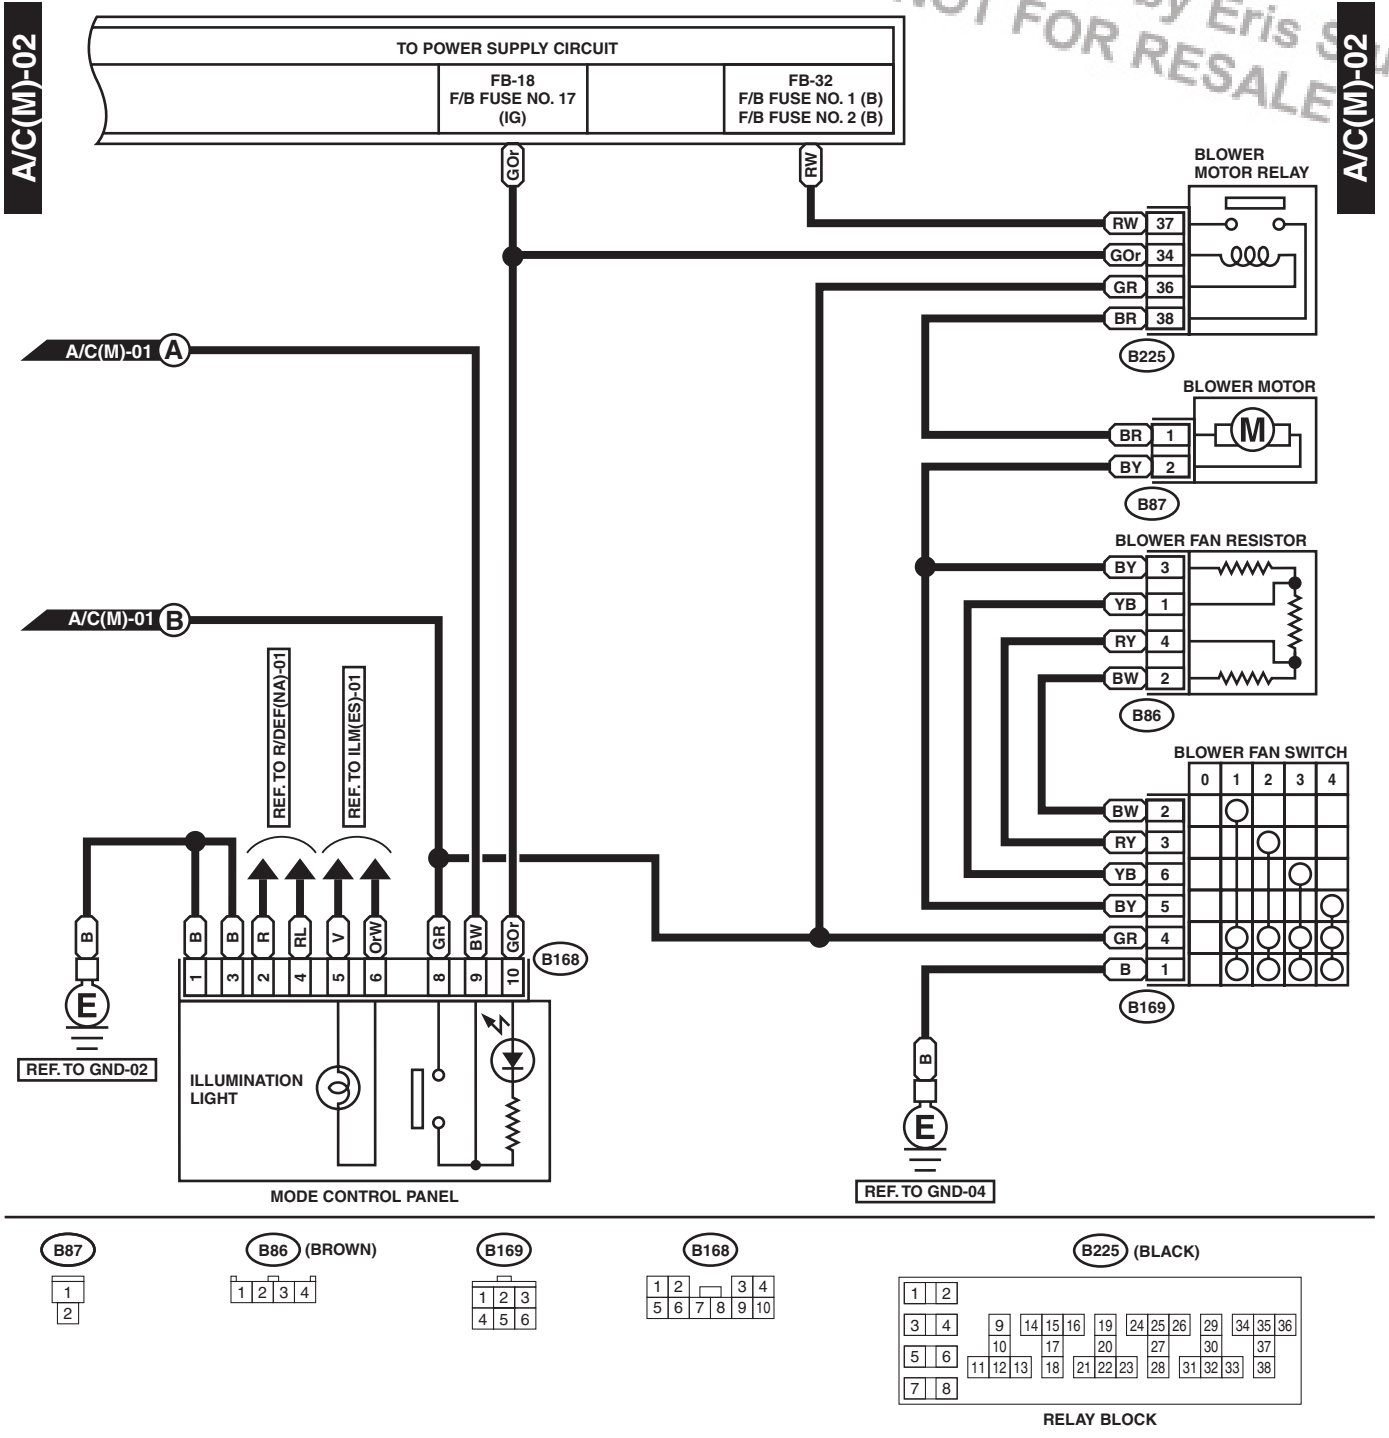 by Eris Stu
NOT FOR RESALE
A/C(M)-02
A/C(M)-02
TO POWER SUPPLY CIRCUIT
FB-18
F/B FUSE NO. 17
(IG)
FB-32
F/B FUSE NO. 1 (B)
F/B FUSE NO. 2 (B)
GOr
RW
BLOWER
MOTOR RELAY
RW 37
GOr 34
GR 36
BR 38
B225
A/C(M)-01 A
BLOWER MOTOR
M
BR 1
BY 2
B87
BLOWER FAN RESISTOR
BY 3
YB 1
RY 4
BW 2
B86
A/C(M)-01 B
REF. TO R/DEF(NA)-01
REF. TO ILM(ES)-01
BLOWER FAN SWITCH
0 1 2 3 4
BW 2
RY 3
YB 6
BY 5
GR 4
B 1
B169
B
B B R RL V OrW GR BW GOr
1 3 2 4 5 6 8 9 10
B168
E
REF. TO GND-02
ILLUMINATION
LIGHT
MODE CONTROL PANEL
B
E
REF. TO GND-04
B87
1
2
B86 (BROWN)
1 2 3 4
B169
1 2 3
4 5 6
B168
1 2 3 4
5 6 7 8 9 10
B225 (BLACK)
1 2
3 4 9 14 15 16 19 24 25 26 29 34 35 36
10 17 20 27 30 37
5 6 11 12 13 18 21 22 23 28 31 32 33 38
7 8
RELAY BLOCK